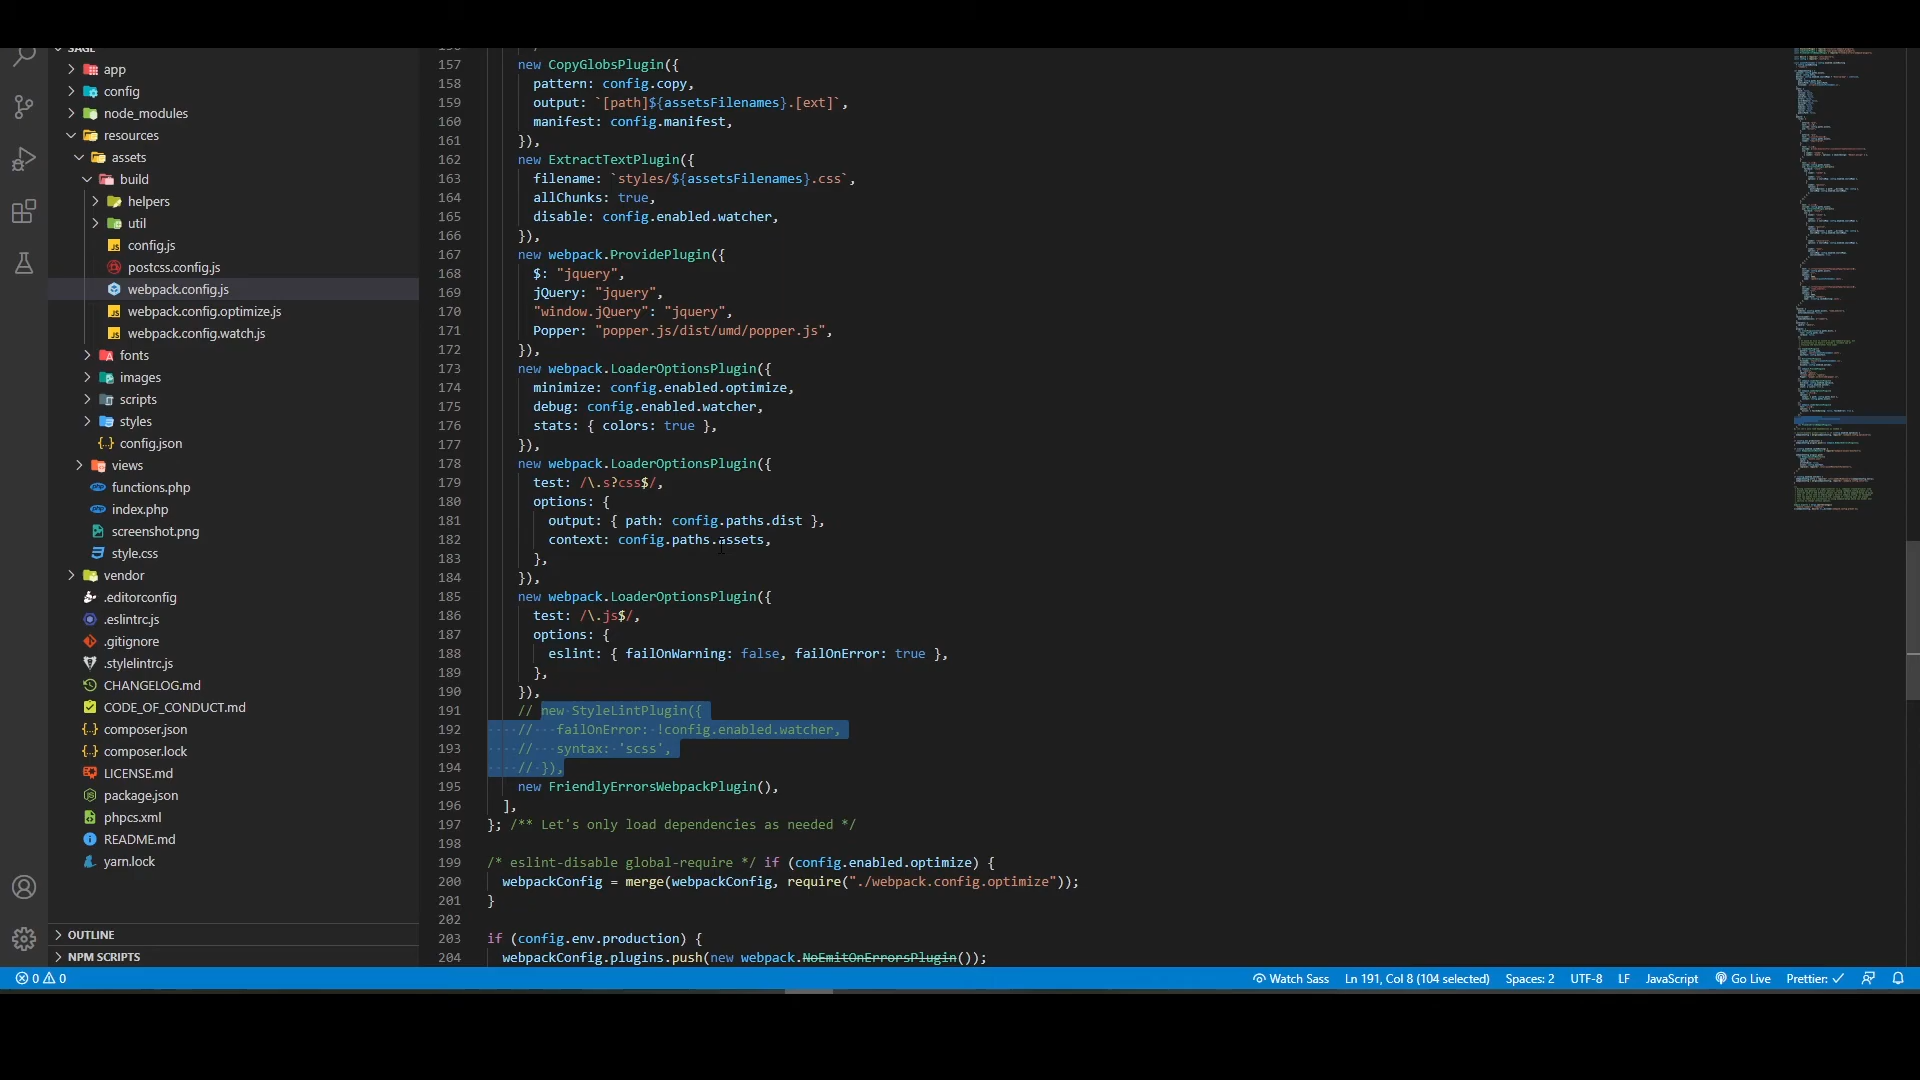 SAGE
app
config
node_modules
resources
assets
build
helpers
util
config.js
postcss.config.js
webpack.config.js
webpack.config.optimize.js
webpack.config.watch.js
fonts
images
scripts
styles
config.json
views
functions.php
index.php
screenshot.png
style.css
vendor
.editorconfig
.eslintrc.js
.gitignore
.stylelintrc.js
CHANGELOG.md
CODE_OF_CONDUCT.md
composer.json
composer.lock
LICENSE.md
package.json
phpcs.xml
README.md
yarn.lock
OUTLINE
NPM SCRIPTS
157 new CopyGlobsPlugin({
158 pattern: config.copy,
159 output: `[path]${assetsFilenames}.[ext]`,
160 manifest: config.manifest,
161 }),
162 new ExtractTextPlugin({
163 filename: `styles/${assetsFilenames}.css`,
164 allChunks: true,
165 disable: config.enabled.watcher,
166 }),
167 new webpack.ProvidePlugin({
168 $: "jquery",
169 jQuery: "jquery",
170 "window.jQuery": "jquery",
171 Popper: "popper.js/dist/umd/popper.js",
172 }),
173 new webpack.LoaderOptionsPlugin({
174 minimize: config.enabled.optimize,
175 debug: config.enabled.watcher,
176 stats: { colors: true },
177 }),
178 new webpack.LoaderOptionsPlugin({
179 test: /\.s?css$/,
180 options: {
181 output: { path: config.paths.dist },
182 context: config.paths.assets,
183 },
184 }),
185 new webpack.LoaderOptionsPlugin({
186 test: /\.js$/,
187 options: {
188 eslint: { failOnWarning: false, failOnError: true },
189 },
190 }),
191 // new StyleLintPlugin({
192 // failOnError: !config.enabled.watcher,
193 // syntax: 'scss',
194 // }),
195 new FriendlyErrorsWebpackPlugin(),
196 ],
197 }; /** Let's only load dependencies as needed */
198
199 /* eslint-disable global-require */ if (config.enabled.optimize) {
200 webpackConfig = merge(webpackConfig, require("./webpack.config.optimize"));
201 }
202
203 if (config.env.production) {
204 webpackConfig.plugins.push(new webpack.NoEmitOnErrorsPlugin());
0 0 Watch Sass Ln 191, Col 8 (104 selected) Spaces: 2 UTF-8 LF JavaScript Go Live Prettier: ✓